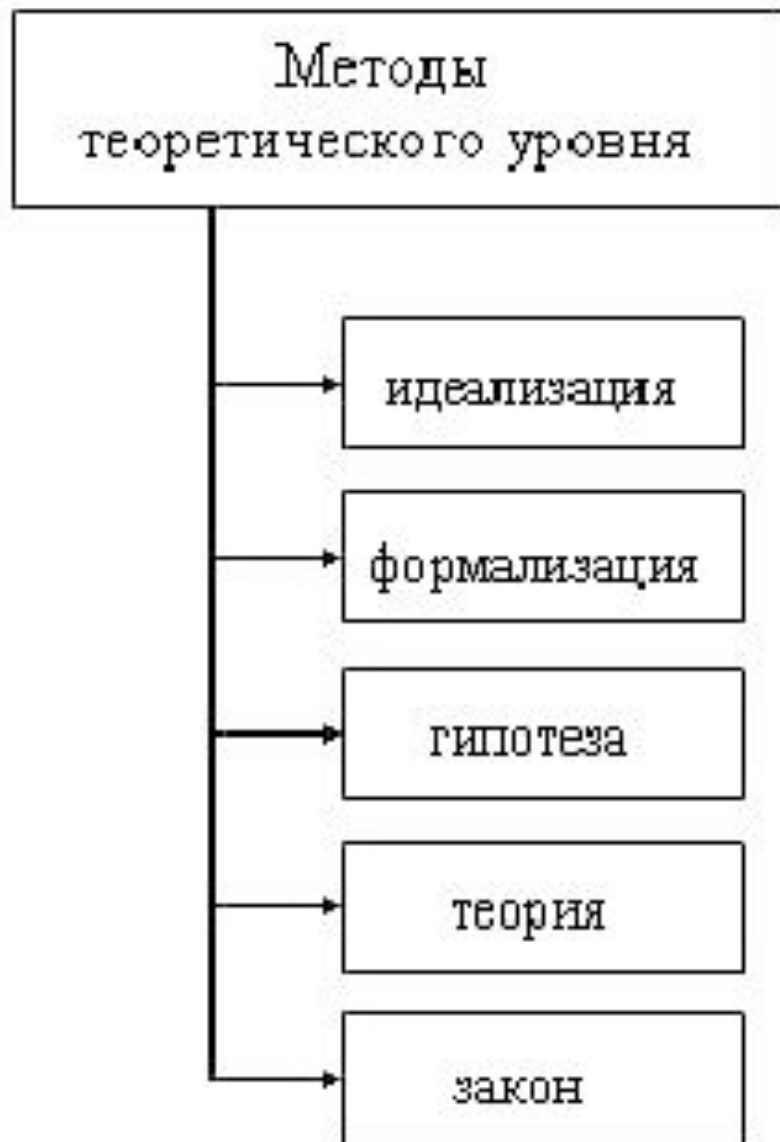 Методы
теоретического уровня
идеализация
формализация
гипотеза
теория
закон